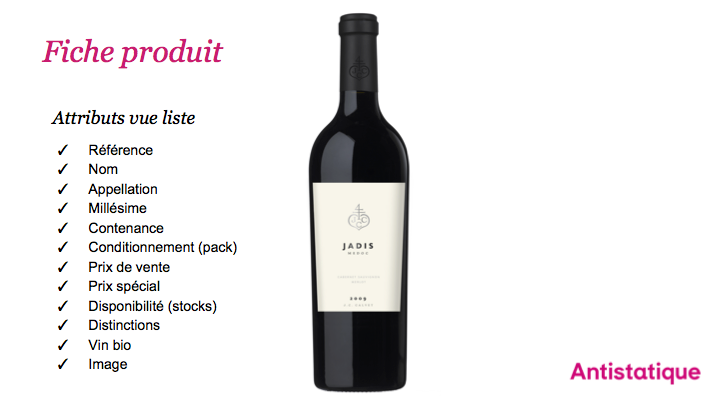 Fiche produit
Attributs vue liste
✓ Référence
✓ Nom
✓ Appellation
✓ Millésime
✓ Contenance
✓ Conditionnement (pack)
✓ Prix de vente
✓ Prix spécial
✓ Disponibilité (stocks)
✓ Distinctions
✓ Vin bio
✓ Image
JADIS
MEDOC
2009
Antistatique